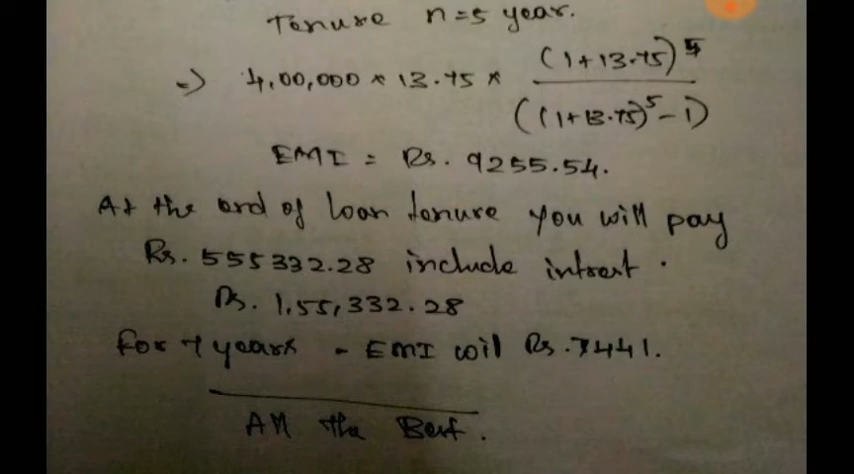 Tenure n=5 year.
=) 4,00,000 * 13.75 * (1+13.75)^5 / ((1+13.75)^5-1)
EMI = Rs. 9255.54.
At the end of loan tenure you will pay
Rs. 555332.28 include intrest.
Rs. 1,55,332.28
For 7 years - EMI wil Rs.7441.
All the Best.